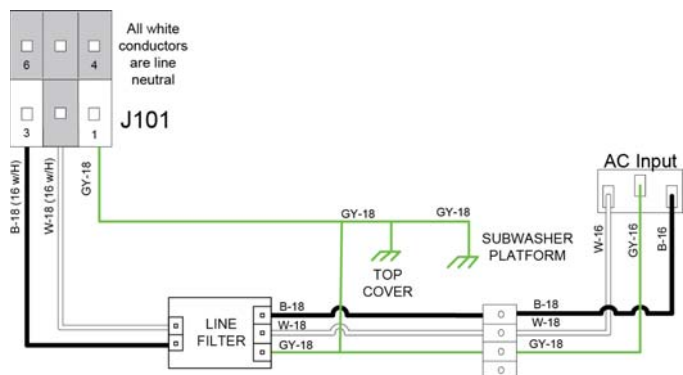 All white
conductors
are line
neutral
6
4
3
1
J101
B-18 (16 w/H)
W-18 (16 w/H)
GY-18
GY-18
GY-18
TOP
COVER
SUBWASHER
PLATFORM
AC Input
W-16
GY-16
B-16
LINE
FILTER
B-18
W-18
GY-18
B-18
W-18
GY-18